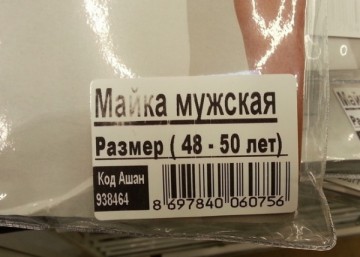 Майка мужская
Размер ( 48 - 50 лет)
Код Ашан
938464
8 697840 060756